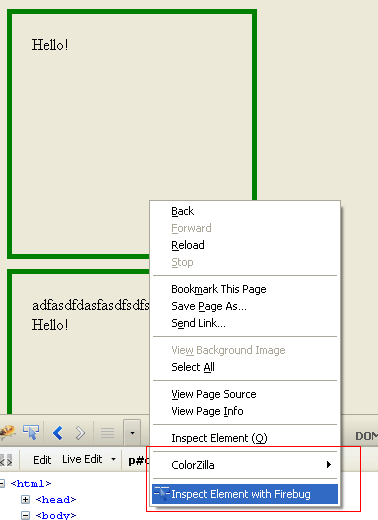 Hello!
adfasdfdasfasdfsdfs
Hello!
Back
Forward
Reload
Stop
Bookmark This Page
Save Page As...
Send Link...
View Background Image
Select All
View Page Source
View Page Info
Inspect Element (Q)
ColorZilla
Inspect Element with Firebug
DOM
Edit Live Edit
<html>
<head>
<body>